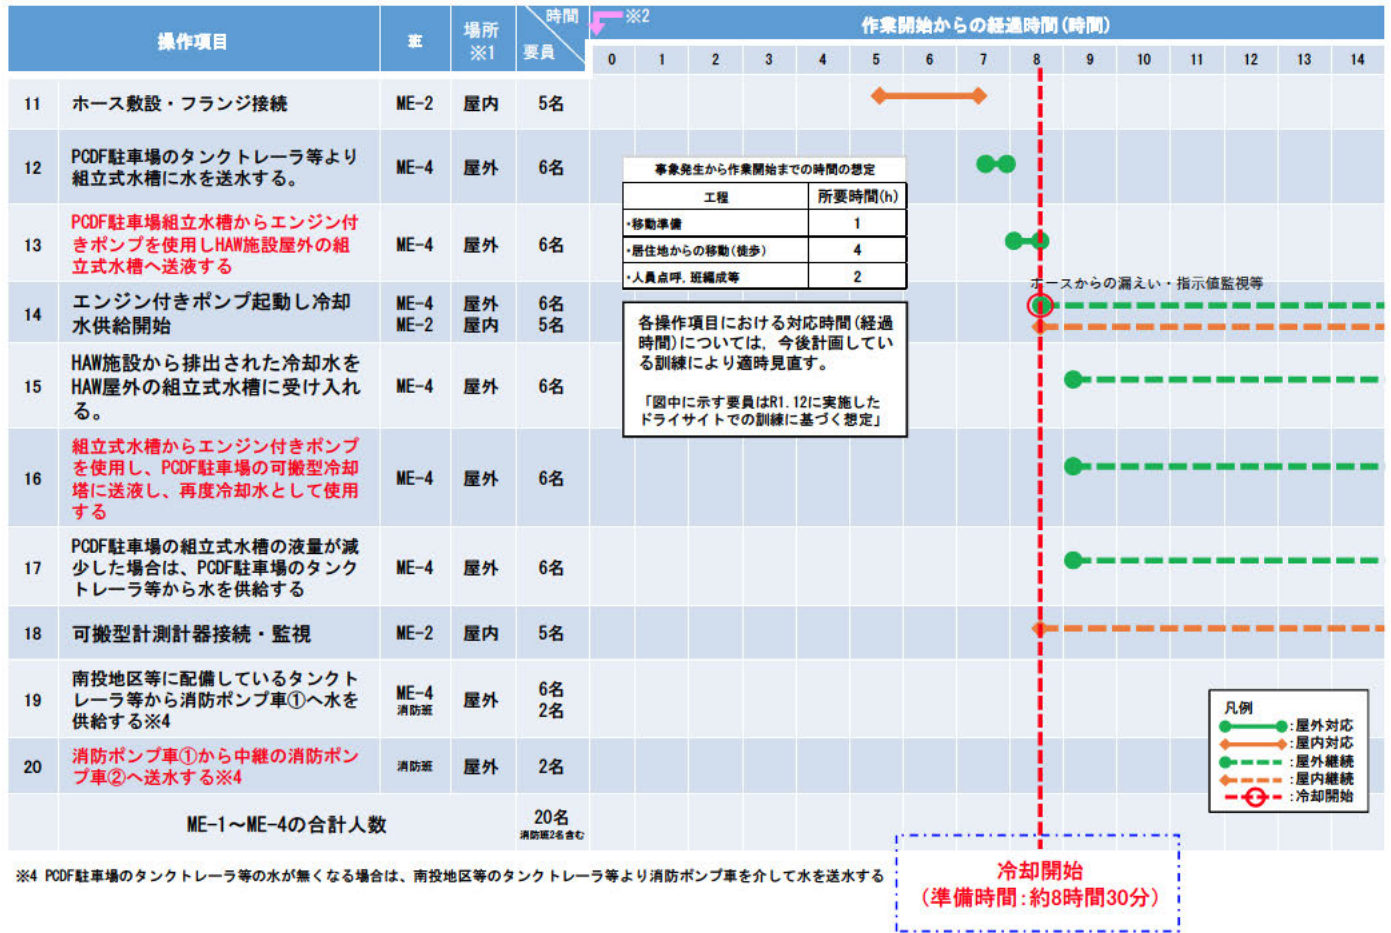 操作項目
班
場所
※1
時間
要員
※2
作業開始からの経過時間(時間)
0 1 2 3 4 5 6 7 8 9 10 11 12 13 14
11 ホース敷設・フランジ接続 ME-2 屋内 5名
12 PCDF駐車場のタンクトレーラ等より
組立式水槽に水を送水する。 ME-4 屋外 6名
13 PCDF駐車場組立水槽からエンジン付
きポンプを使用しHAW施設屋外の組
立式水槽へ送液する ME-4 屋外 6名
14 エンジン付きポンプ起動し冷却
水供給開始 ME-4 屋外 6名
ME-2 屋内 5名
ホースからの漏えい・指示値監視等
15 HAW施設から排出された冷却水を
HAW屋外の組立式水槽に受け入れ
る。 ME-4 屋外 6名
16 組立式水槽からエンジン付きポンプ
を使用し、PCDF駐車場の可搬型冷却
塔に送液し、再度冷却水として使用
する ME-4 屋外 6名
17 PCDF駐車場の組立式水槽の液量が減
少した場合は、PCDF駐車場のタンク
トレーラ等から水を供給する ME-4 屋外 6名
18 可搬型計測計器接続・監視 ME-2 屋内 5名
19 南投地区等に配備しているタンクト
レーラ等から消防ポンプ車①へ水を
供給する※4 ME-4 屋外 6名
消防班 2名
20 消防ポンプ車①から中継の消防ポン
プ車②へ送水する※4 消防班 屋外 2名
ME-1～ME-4の合計人数 20名
消防班2名含む
事象発生から作業開始までの時間の想定
工程 所要時間(h)
・移動準備 1
・居住地からの移動(徒歩) 4
・人員点呼,班編成等 2
各操作項目における対応時間(経過
時間)については,今後計画してい
る訓練により適時見直す。
「図中に示す要員はR1.12に実施した
ドライサイトでの訓練に基づく想定」
凡例
:屋外対応
:屋内対応
:屋外継続
:屋内継続
:冷却開始
※4 PCDF駐車場のタンクトレーラ等の水が無くなる場合は、南投地区等のタンクトレーラ等より消防ポンプ車を介して水を送水する
冷却開始
(準備時間:約8時間30分)